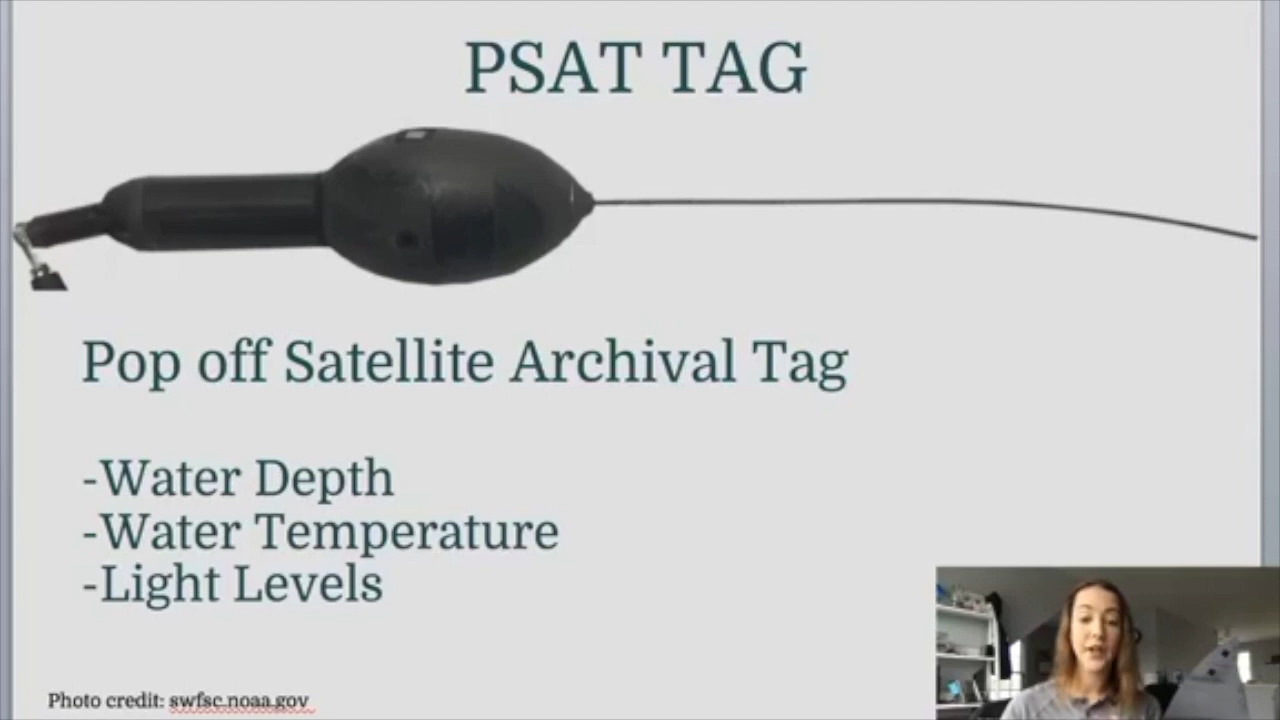 PSAT TAG
Pop off Satellite Archival Tag
-Water Depth
-Water Temperature
-Light Levels
Photo credit: swfsc.noaa.gov